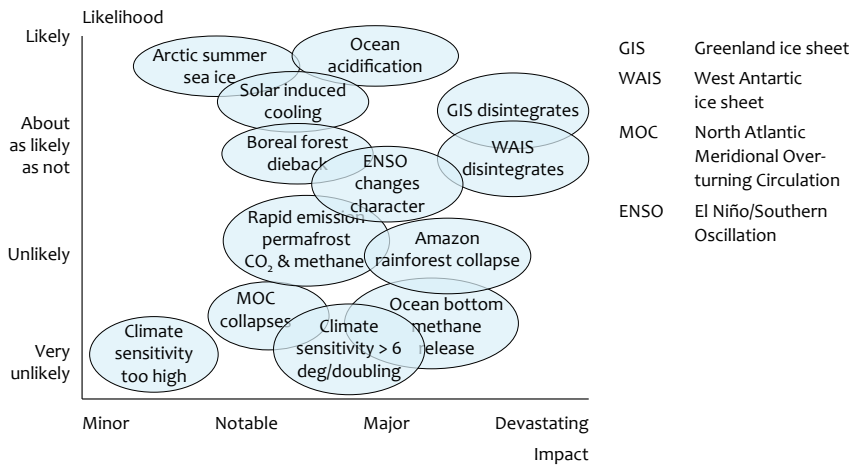 Likelihood
Likely
About
as likely
as not
Unlikely
Very
unlikely
Arctic summer
sea ice
Ocean
acidification
Solar induced
cooling
GIS disintegrates
Boreal forest
dieback
WAIS
disintegrates
ENSO
changes
character
Rapid emission
permafrost
CO₂ & methane
Amazon
rainforest collapse
MOC
collapses
Ocean bottom
methane
release
Climate
sensitivity
too high
Climate
sensitivity > 6
deg/doubling
Minor
Notable
Major
Devastating
Impact
GIS Greenland ice sheet
WAIS West Antartic
ice sheet
MOC North Atlantic
Meridional Over-
turning Circulation
ENSO El Niño/Southern
Oscillation